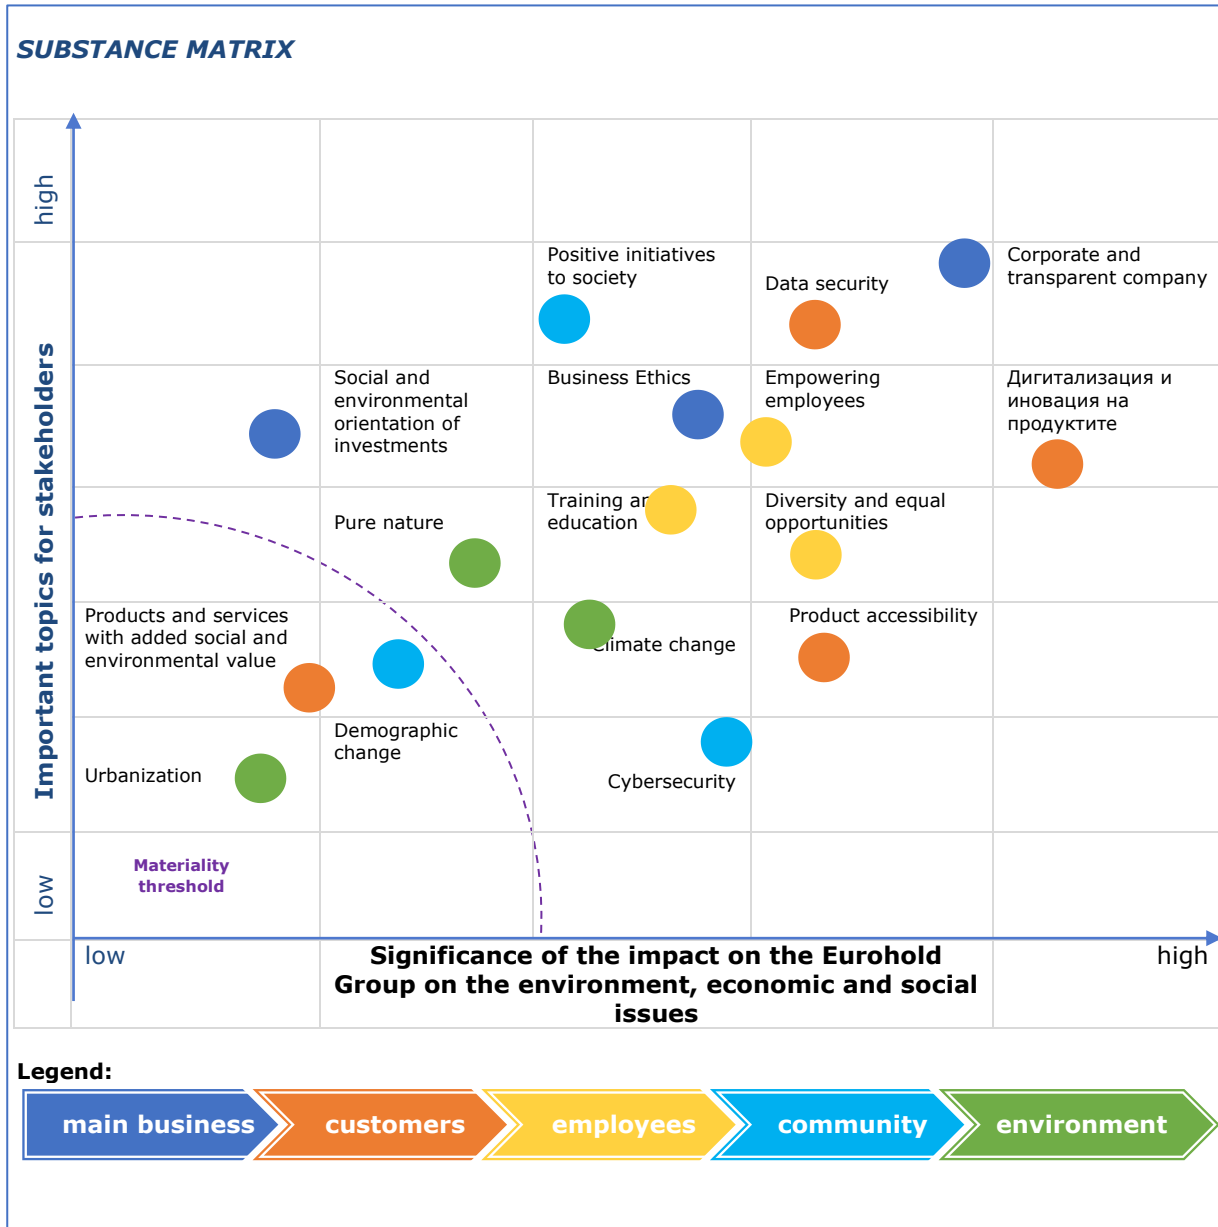 SUBSTANCE MATRIX
high
Important topics for stakeholders
low
Positive initiatives
to society
Data security
Corporate and
transparent company
Social and
environmental
orientation of
investments
Business Ethics
Empowering
employees
Дигитализация и
иновация на
продуктите
Pure nature
Training an
education
Diversity and equal
opportunities
Products and services
with added social and
environmental value
Climate change
Product accessibility
Demographic
change
Urbanization
Cybersecurity
Materiality
threshold
low
Significance of the impact on the Eurohold
Group on the environment, economic and social
issues
high
Legend:
main business
customers
employees
community
environment